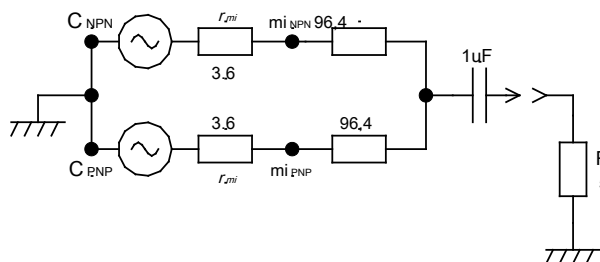 C NPN
r.mi
mi NPN 96.4
3.6
1uF
3.6
96.4
C PNP
r.mi
mi PNP